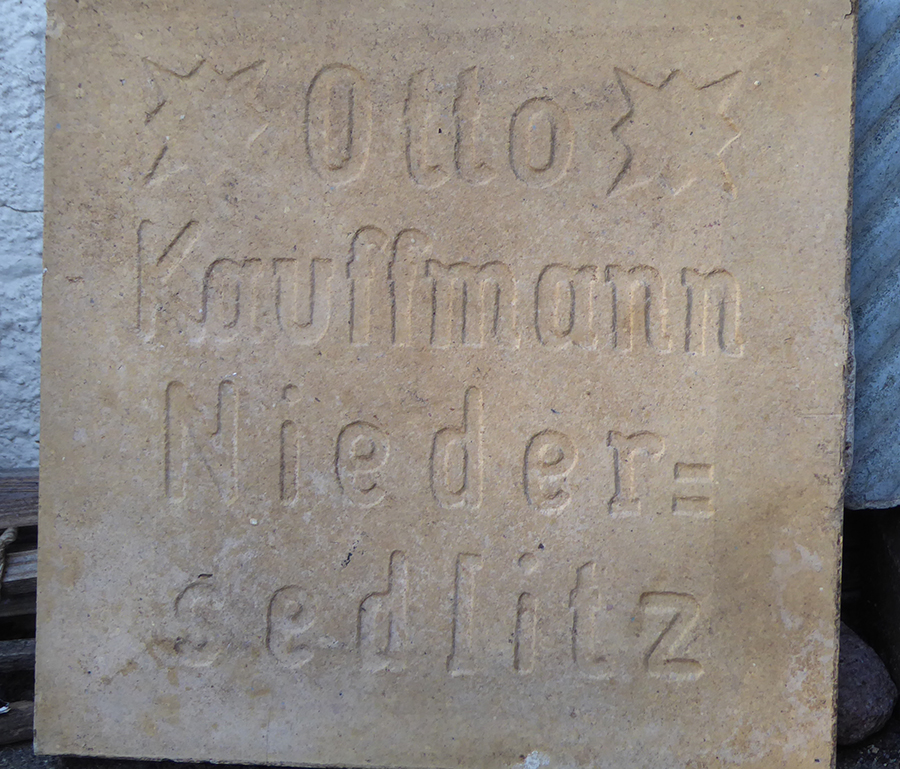 Otto
Kauffmann
Nieder=
sedlitz